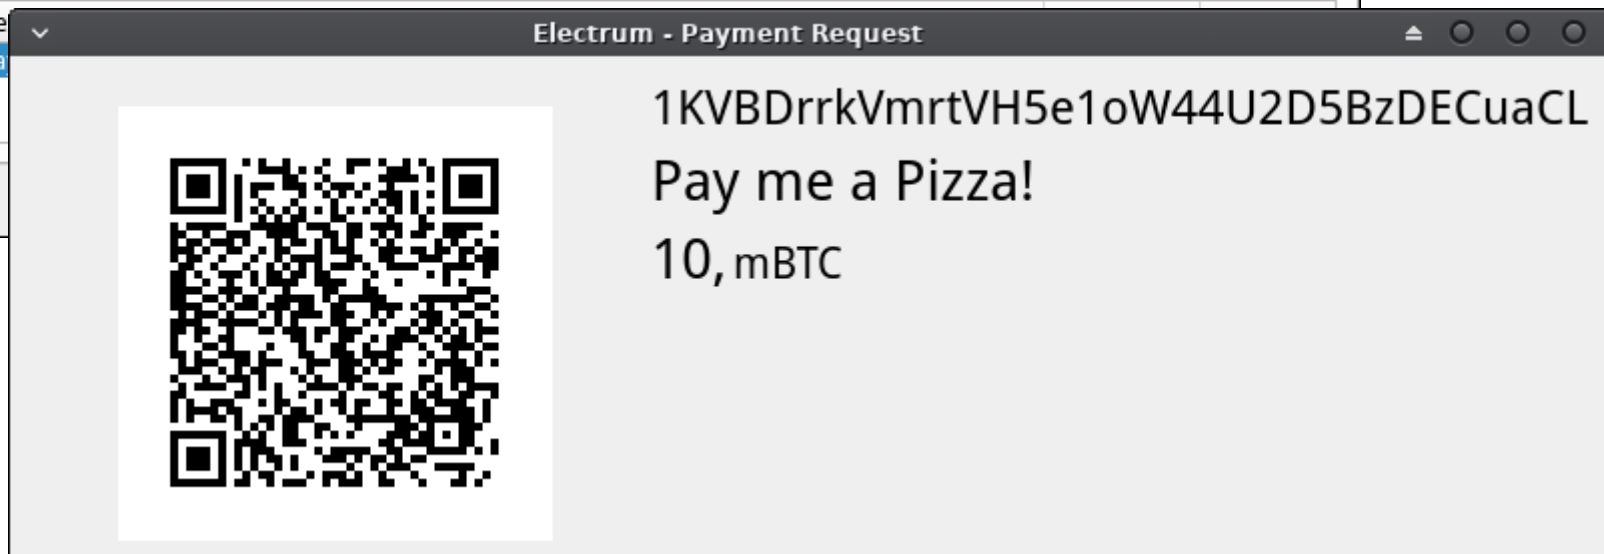 Electrum - Payment Request
1KVBDrrkVmrtVH5e1oW44U2D5BzDECuaCL
Pay me a Pizza!
10, mBTC